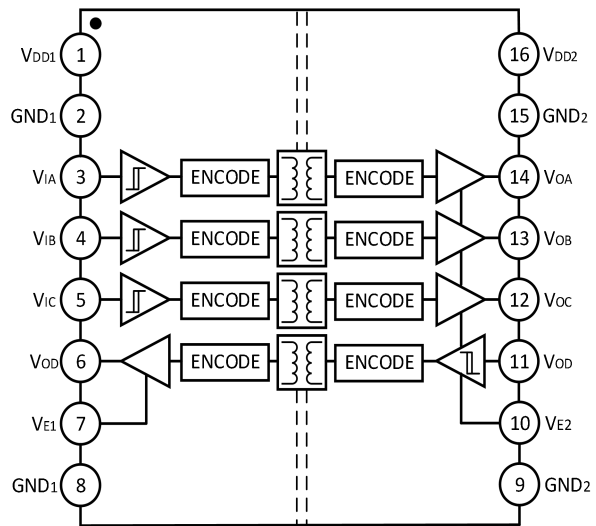 VDD1 1 16 VDD2
GND1 2 15 GND2
VIA 3 ENCODE ENCODE 14 VOA
VIB 4 ENCODE ENCODE 13 VOB
VIC 5 ENCODE ENCODE 12 VOC
VOD 6 ENCODE ENCODE 11 VOD
VE1 7 10 VE2
GND1 8 9 GND2